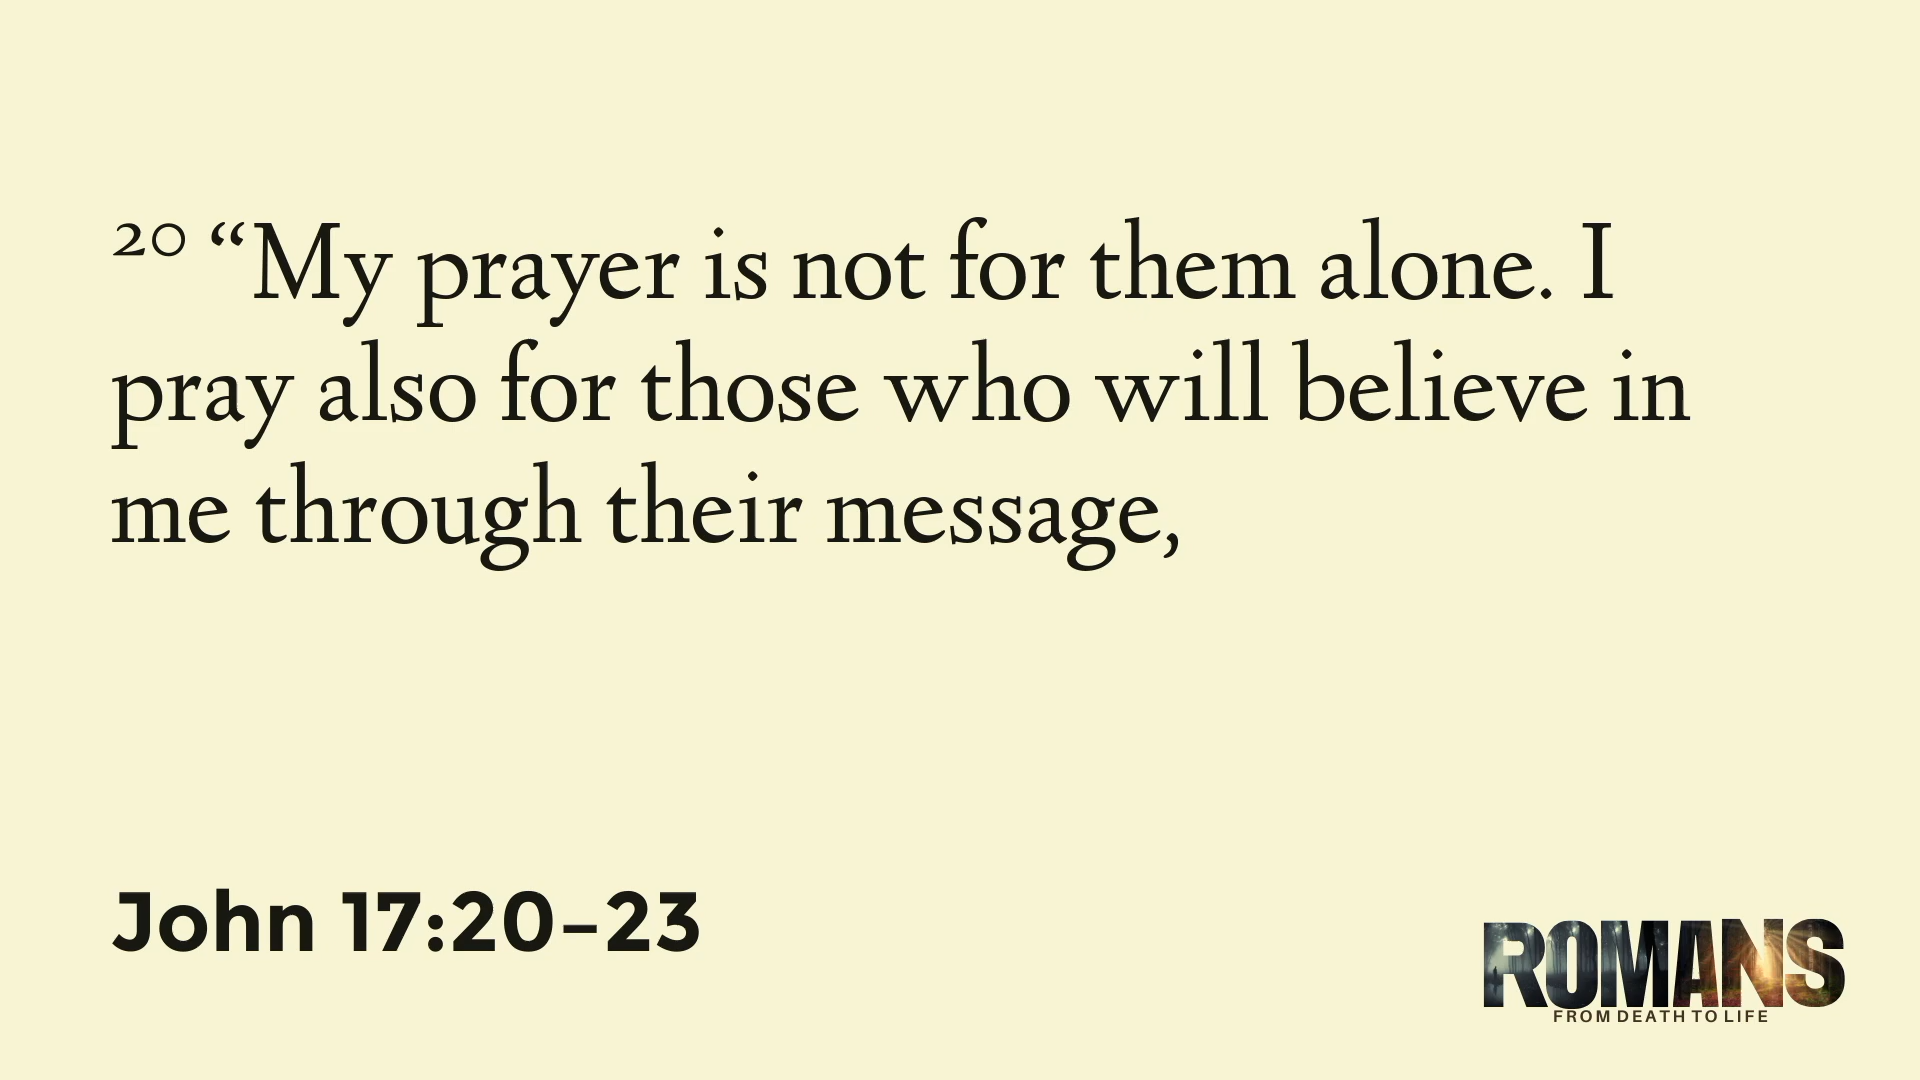 20 “My prayer is not for them alone. I
pray also for those who will believe in
me through their message,
John 17:20–23
ROMANS
FROM DEATH TO LIFE